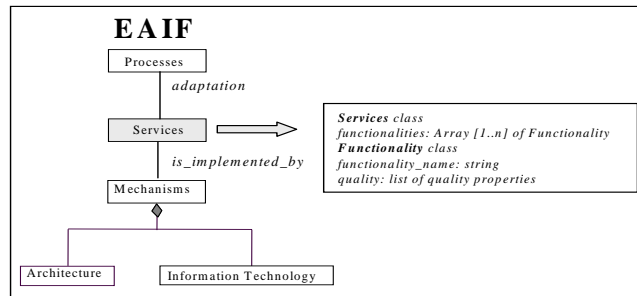 EAIF
Processes
adaptation
Services
is_implemented_by
Mechanisms
Architecture
Information Technology
Services class
functionalities: Array [1..n] of Functionality
Functionality class
functionality_name: string
quality: list of quality properties